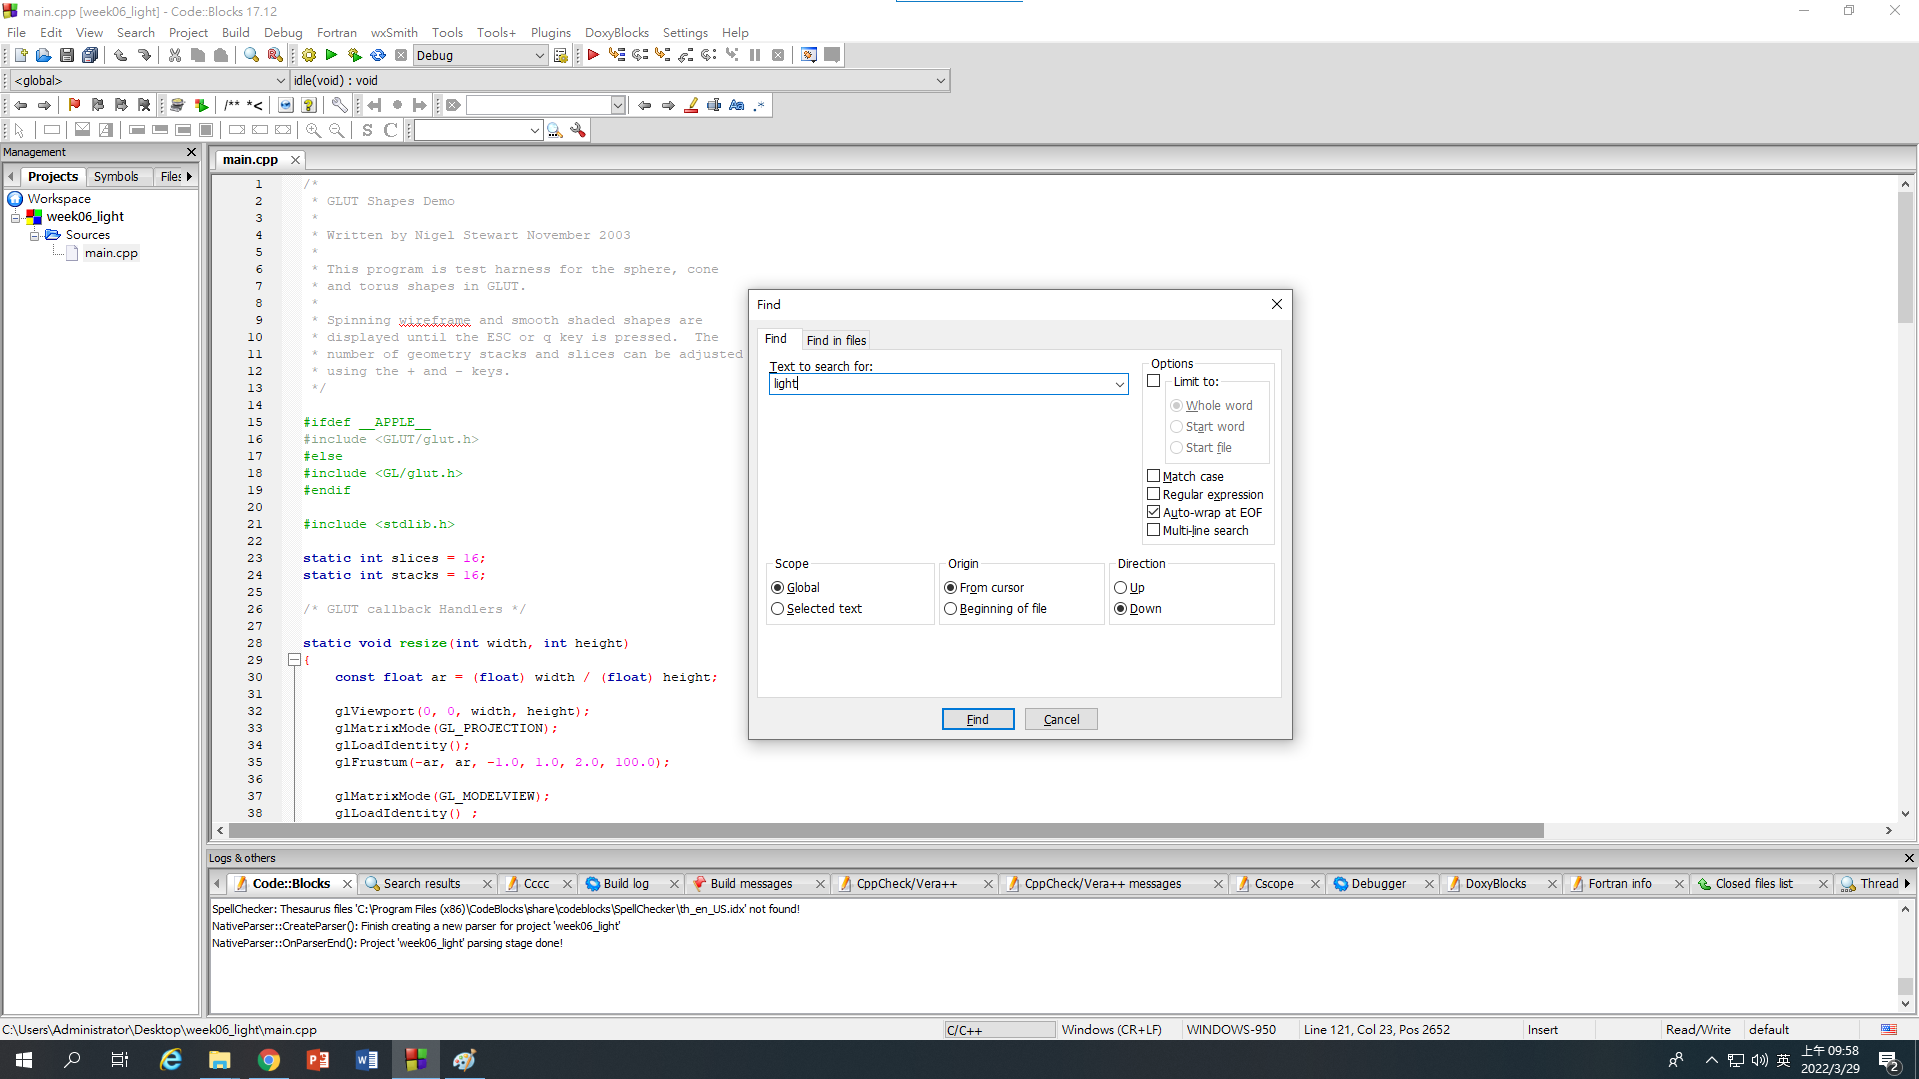 main.cpp [week06_light] - Code::Blocks 17.12
File Edit View Search Project Build Debug Fortran wxSmith Tools Tools+ Plugins DoxyBlocks Settings Help
Debug
<global> idle(void) : void
/** *<
Aa .*
S C
Management
main.cpp
Projects Symbols Files
Workspace
week06_light
Sources
main.cpp
1 /*
2 * GLUT Shapes Demo
3 *
4 * Written by Nigel Stewart November 2003
5 *
6 * This program is test harness for the sphere, cone
7 * and torus shapes in GLUT.
8 *
9 * Spinning wireframe and smooth shaded shapes are
10 * displayed until the ESC or q key is pressed.  The
11 * number of geometry stacks and slices can be adjusted
12 * using the + and - keys.
13 */
14
15 #ifdef __APPLE__
16 #include <GLUT/glut.h>
17 #else
18 #include <GL/glut.h>
19 #endif
20
21 #include <stdlib.h>
22
23 static int slices = 16;
24 static int stacks = 16;
25
26 /* GLUT callback Handlers */
27
28 static void resize(int width, int height)
29 {
30 const float ar = (float) width / (float) height;
31
32 glViewport(0, 0, width, height);
33 glMatrixMode(GL_PROJECTION);
34 glLoadIdentity();
35 glFrustum(-ar, ar, -1.0, 1.0, 2.0, 100.0);
36
37 glMatrixMode(GL_MODELVIEW);
38 glLoadIdentity() ;
Find
Find Find in files
Text to search for:
light
Options
Limit to:
Whole word
Start word
Start file
Match case
Regular expression
Auto-wrap at EOF
Multi-line search
Scope
Global
Selected text
Origin
From cursor
Beginning of file
Direction
Up
Down
Find Cancel
Logs & others
Code::Blocks Search results Cccc Build log Build messages CppCheck/Vera++ CppCheck/Vera++ messages Cscope Debugger DoxyBlocks Fortran info Closed files list Thread
SpellChecker: Thesaurus files 'C:\Program Files (x86)\CodeBlocks\share\codeblocks\SpellChecker\th_en_US.idx' not found!
NativeParser::CreateParser(): Finish creating a new parser for project 'week06_light'
NativeParser::OnParserEnd(): Project 'week06_light' parsing stage done!
C:\Users\Administrator\Desktop\week06_light\main.cpp C/C++ Windows (CR+LF) WINDOWS-950 Line 121, Col 23, Pos 2652 Insert Read/Write default
英 上午 09:58
2022/3/29
2